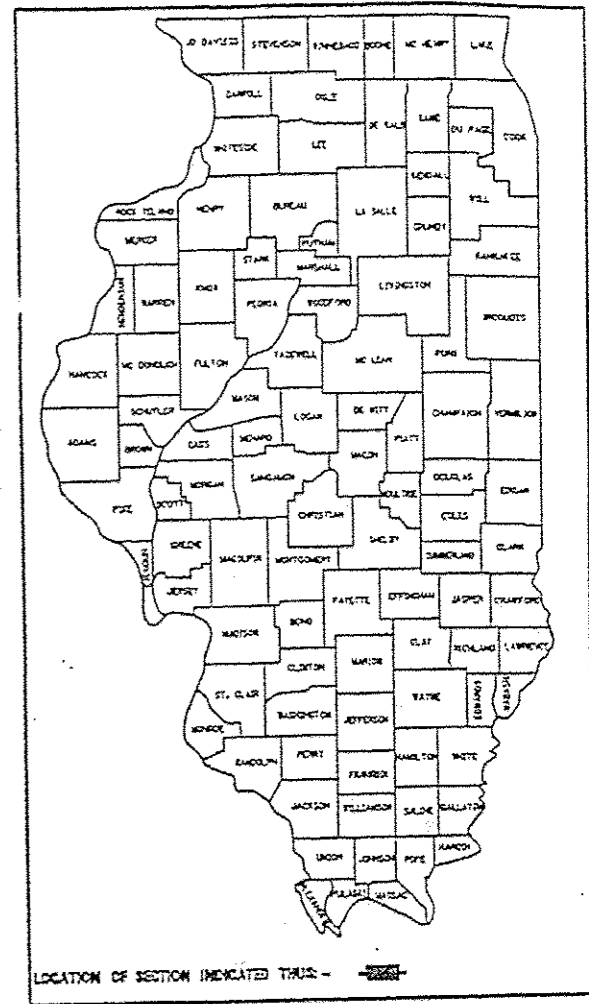 JO DAVIESS STEVENSON WINNEBAGO BOONE MC HENRY LAKE
CARROLL OGLE
DE KALB KANE DU PAGE COOK
WHITESIDE LEE
KENDALL WILL
ROCK ISLAND HENRY BUREAU LA SALLE GRUNDY
MERCER PUTNAM
STARK MARSHALL KANKAKEE
HENDERSON WARREN KNOX PEORIA WOODFORD LIVINGSTON IROQUOIS
HANCOCK MC DONOUGH FULTON TAZEWELL MC LEAN FORD
MASON
SCHUYLER LOGAN DE WITT CHAMPAIGN VERMILION
ADAMS BROWN CASS MENARD MACON PIATT
PIKE SCOTT MORGAN SANGAMON MOULTRIE DOUGLAS EDGAR
CHRISTIAN COLES
CALHOUN GREENE MACOUPIN MONTGOMERY SHELBY CUMBERLAND CLARK
JERSEY FAYETTE EFFINGHAM JASPER CRAWFORD
MADISON BOND
CLAY RICHLAND LAWRENCE
CLINTON MARION
ST. CLAIR WAYNE EDWARDS WABASH
MONROE WASHINGTON JEFFERSON
RANDOLPH PERRY HAMILTON WHITE
FRANKLIN
JACKSON WILLIAMSON SALINE GALLATIN
UNION JOHNSON POPE HARDIN
ALEXANDER PULASKI MASSAC
LOCATION OF SECTION INDICATED THUS: -